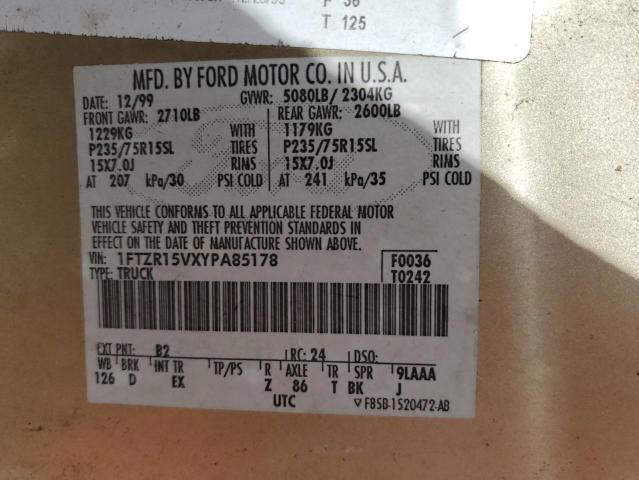 P 36
T 125
MFD. BY FORD MOTOR CO. IN U.S.A.
DATE: 12/99 GVWR: 5080LB/ 2304KG
FRONT GAWR: 2710LB REAR GAWR: 2600LB
1229KG WITH 1179KG WITH
P235/75R15SL TIRES P235/75R15SL TIRES
15X7.0J RIMS 15X7.0J RIMS
AT 207 kPa/30 PSI COLD AT 241 kPa/35 PSI COLD
THIS VEHICLE CONFORMS TO ALL APPLICABLE FEDERAL MOTOR
VEHICLE SAFETY AND THEFT PREVENTION STANDARDS IN
EFFECT ON THE DATE OF MANUFACTURE SHOWN ABOVE.
VIN: 1FTZR15VXYPA85178 F0036
TYPE: TRUCK T0242
EXT PNT: B2 RC: 24 DSO:
WB BRK INT TR TP/PS R AXLE TR SPR 9LAAA
126 D EX Z 86 T BK J
UTC ▽ F85B-1520472-AB